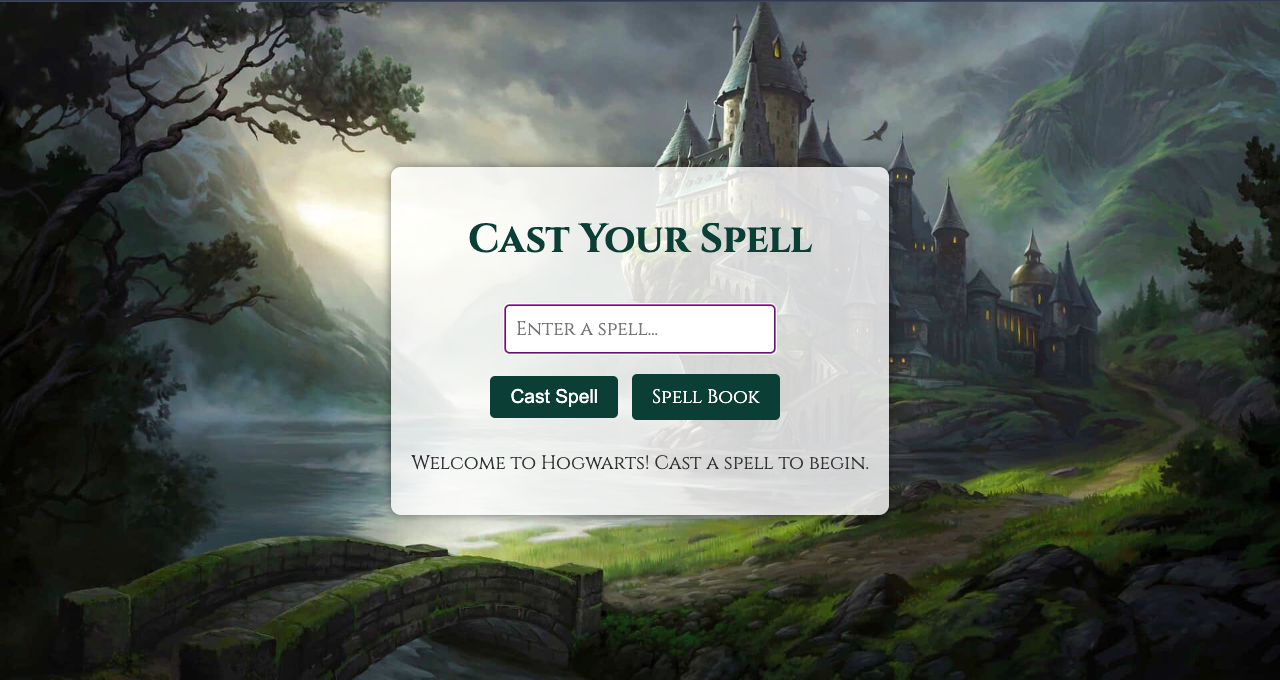 Cast Your Spell
Enter a spell...
Cast Spell
Spell Book
Welcome to Hogwarts! Cast a spell to begin.